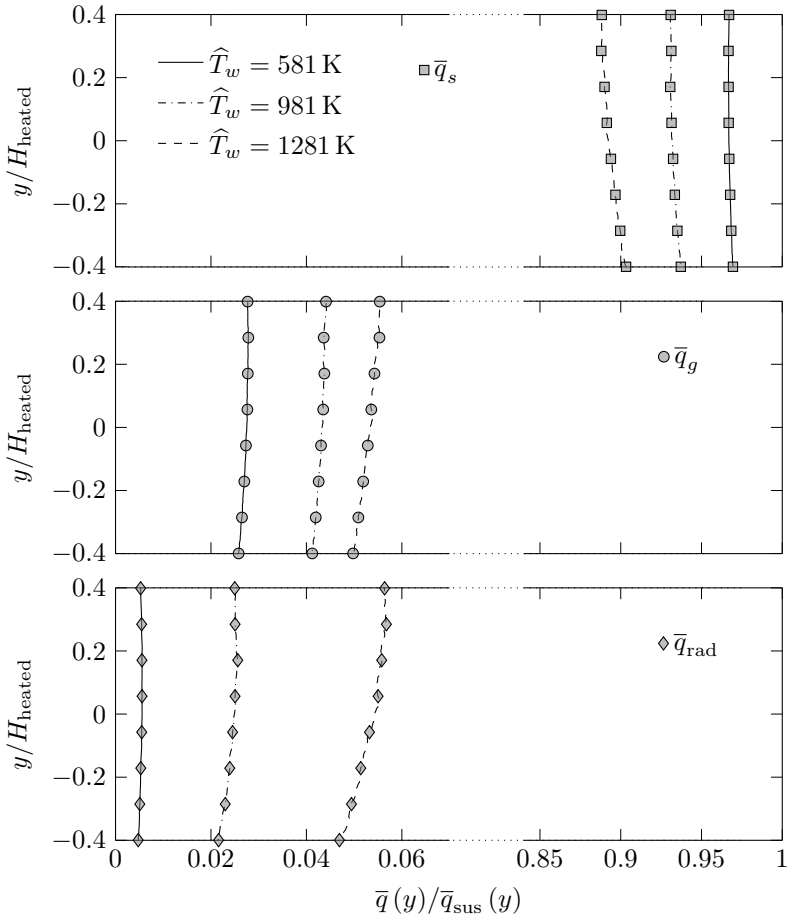 0.4
0.2
0
−0.2
−0.4
y/H_heated
T̂_w = 581 K
T̂_w = 981 K
T̂_w = 1281 K
q̅_s
0.4
0.2
0
−0.2
−0.4
y/H_heated
q̅_g
0.4
0.2
0
−0.2
−0.4
y/H_heated
q̅_rad
0 0.02 0.04 0.06 0.85 0.9 0.95 1
q̅ (y)/q̅_sus (y)